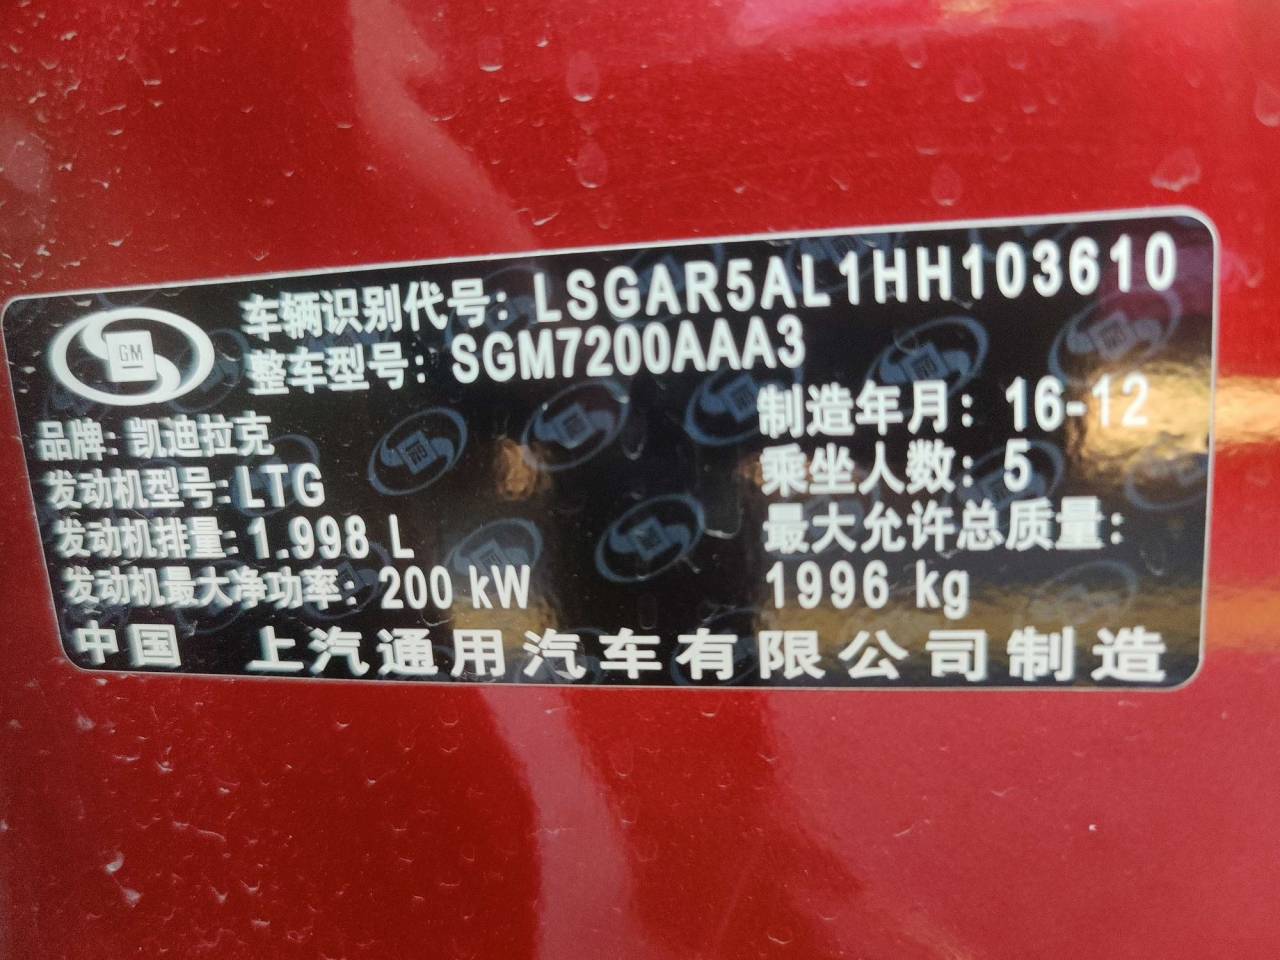 GM
车辆识别代号: LSGAR5AL1HH103610
整车型号: SGM7200AAA3
品牌: 凯迪拉克
制造年月: 16-12
发动机型号: LTG
乘坐人数: 5
发动机排量: 1.998 L
最大允许总质量:
1996 kg
发动机最大净功率: 200 kW
中国 上汽通用汽车有限公司制造